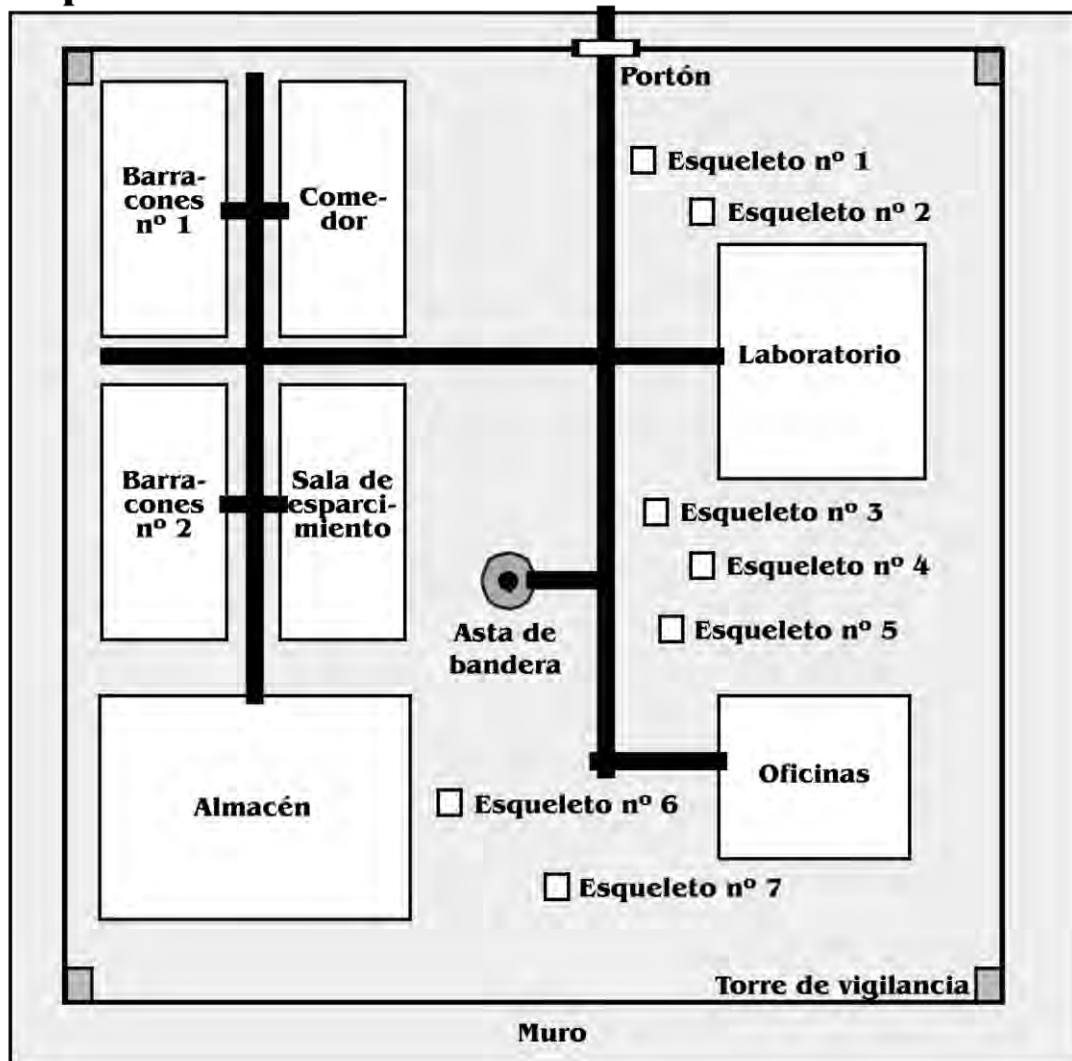 Portón
Esqueleto nº 1
Barra-
cones
nº 1
Come-
dor
Esqueleto nº 2
Laboratorio
Barra-
cones
nº 2
Sala de
esparci-
miento
Esqueleto nº 3
Esqueleto nº 4
Asta de
bandera
Esqueleto nº 5
Almacén
Oficinas
Esqueleto nº 6
Esqueleto nº 7
Torre de vigilancia
Muro